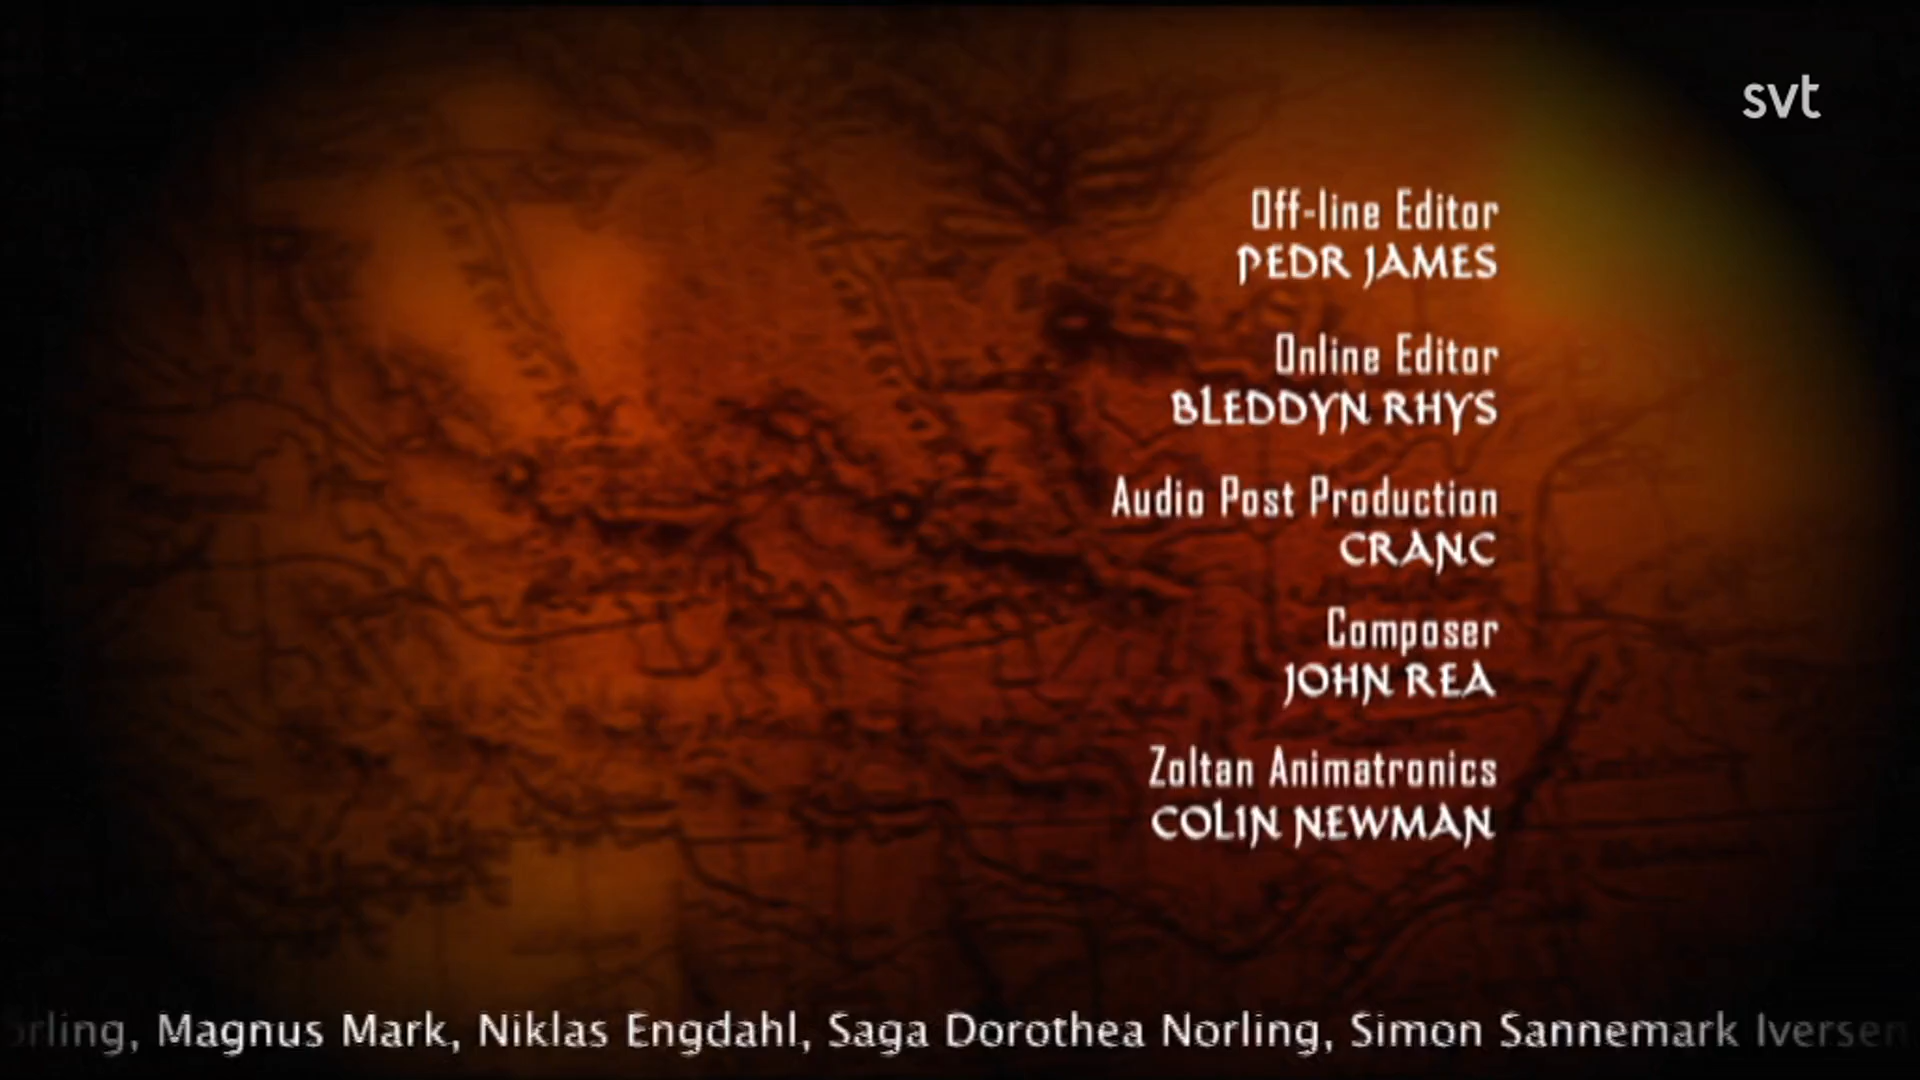 svt
Off-line Editor
PEDR JAMES
Online Editor
BLEDDYN RHYS
Audio Post Production
CRANC
Composer
JOHN REA
Zoltan Animatronics
COLIN NEWMAN
Magnus Mark, Niklas Engdahl, Saga Dorothea Norling, Simon Sannemark Iversen